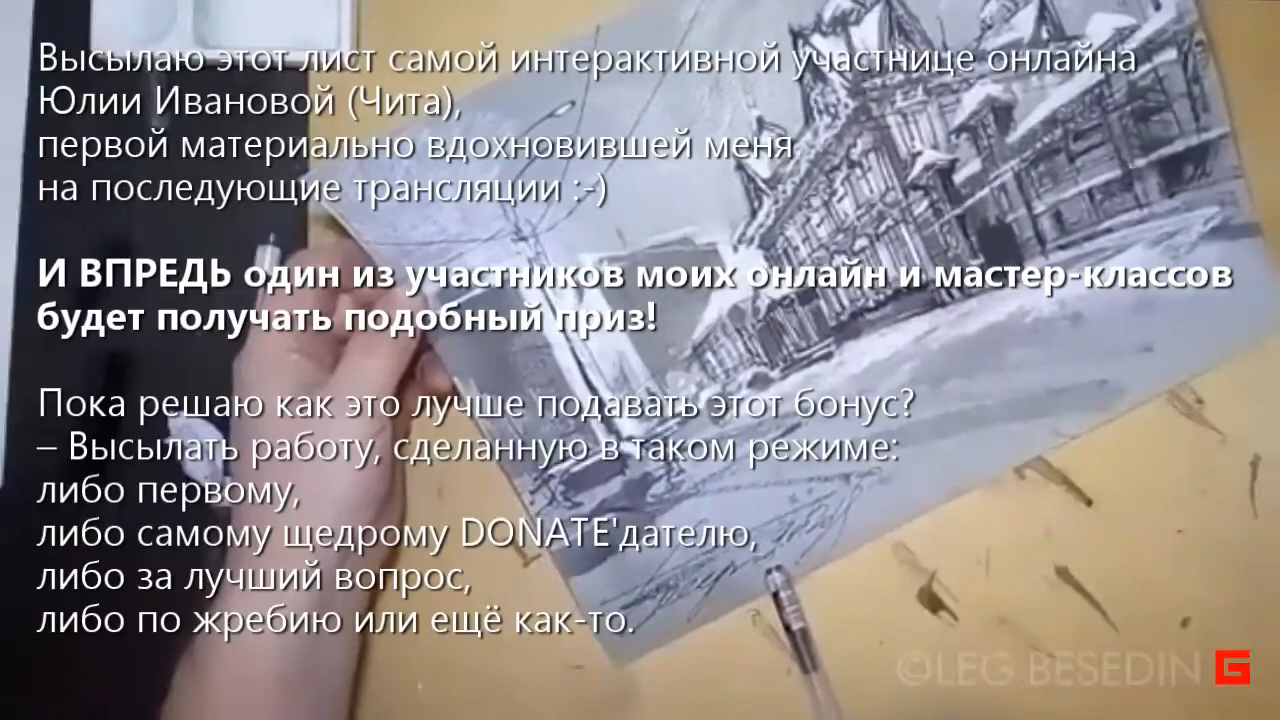 Высылаю этот лист самой интерактивной участнице онлайна
Юлии Ивановой (Чита),
первой материально вдохновившей меня
на последующие трансляции :-)
И ВПРЕДЬ один из участников моих онлайн и мастер-классов
будет получать подобный приз!
Пока решаю как это лучше подавать этот бонус?
– Высылать работу, сделанную в таком режиме:
либо первому,
либо самому щедрому DONATE'дателю,
либо за лучший вопрос,
либо по жребию или ещё как-то.
©LEG BESEDIN G